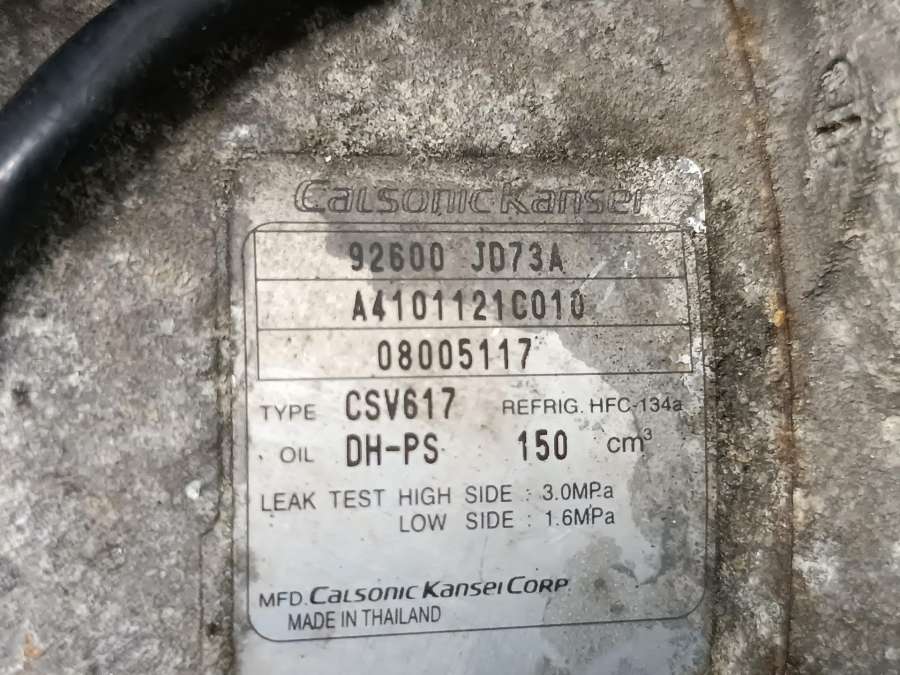 CalsonicKansei
92600 JD73A
A4101121C010
08005117
TYPE CSV617 REFRIG. HFC-134a
OIL DH-PS 150 cm³
LEAK TEST HIGH SIDE : 3.0MPa
LOW SIDE : 1.6MPa
MFD. Calsonic Kansei Corp.
MADE IN THAILAND